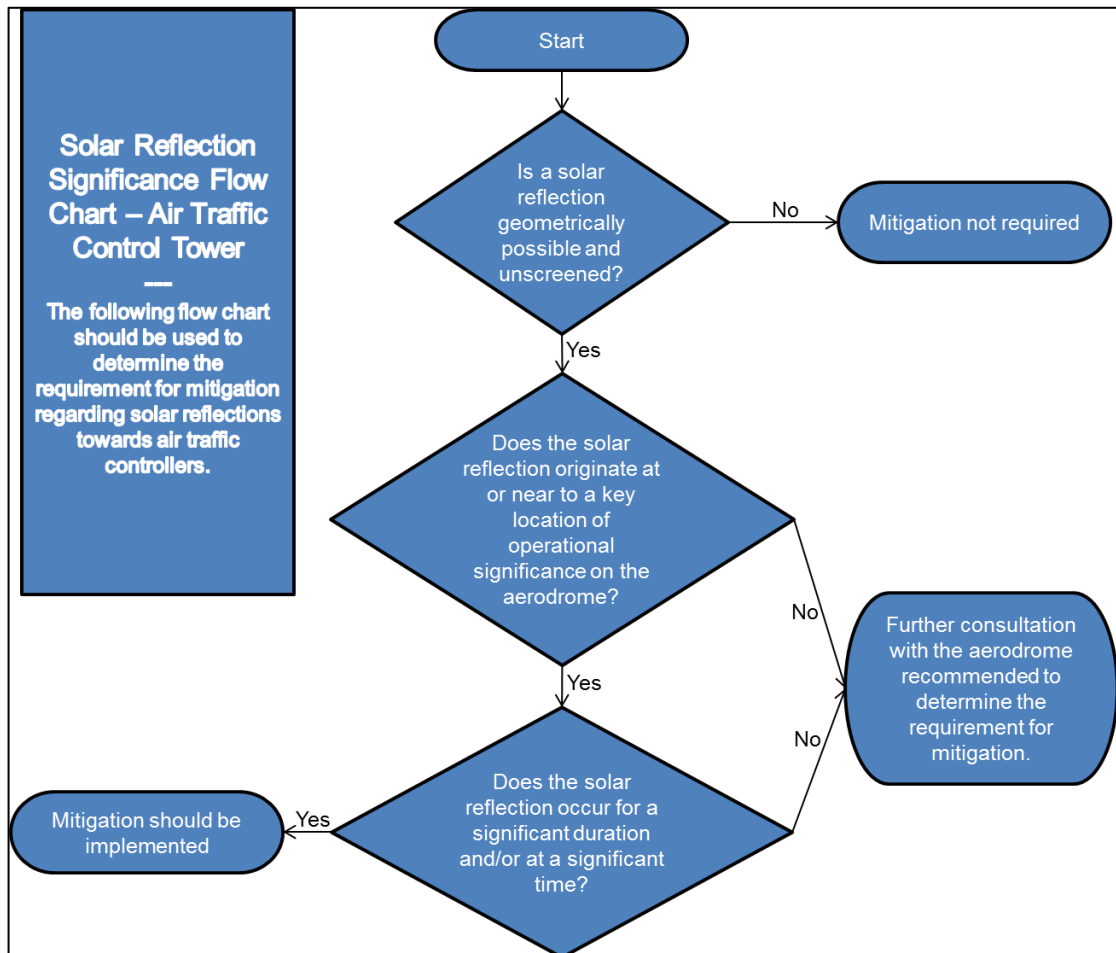 Solar Reflection
Significance Flow
Chart – Air Traffic
Control Tower
---
The following flow chart
should be used to
determine the
requirement for mitigation
regarding solar reflections
towards air traffic
controllers.
Start
Is a solar
reflection
geometrically
possible and
unscreened?
No
Mitigation not required
Yes
Does the solar
reflection originate at
or near to a key
location of
operational
significance on the
aerodrome?
No
Further consultation
with the aerodrome
recommended to
determine the
requirement for
mitigation.
Yes
No
Does the solar
reflection occur for a
significant duration
and/or at a significant
time?
Yes
Mitigation should be
implemented